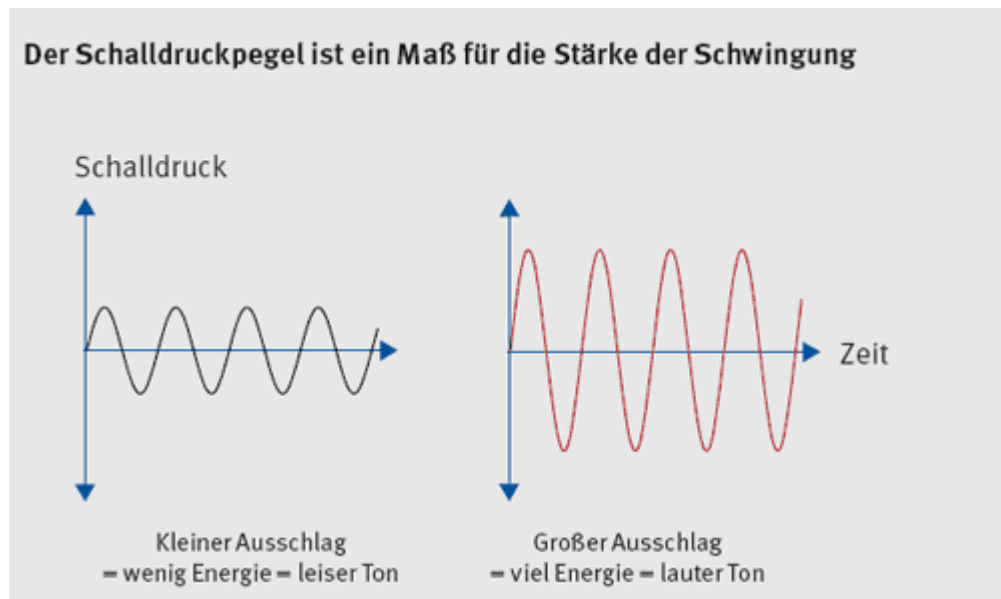 Der Schalldruckpegel ist ein Maß für die Stärke der Schwingung
Schalldruck
Zeit
Kleiner Ausschlag
= wenig Energie = leiser Ton
Großer Ausschlag
= viel Energie = lauter Ton